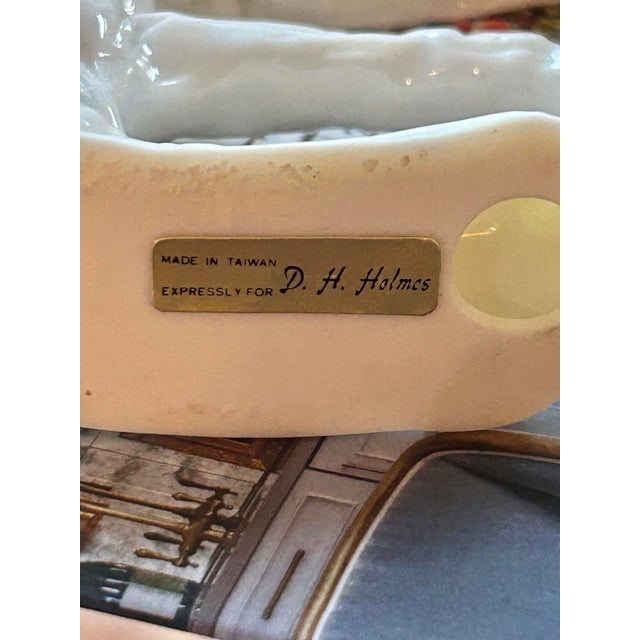 MADE IN TAIWAN
EXPRESSLY FOR D. H. Holmes